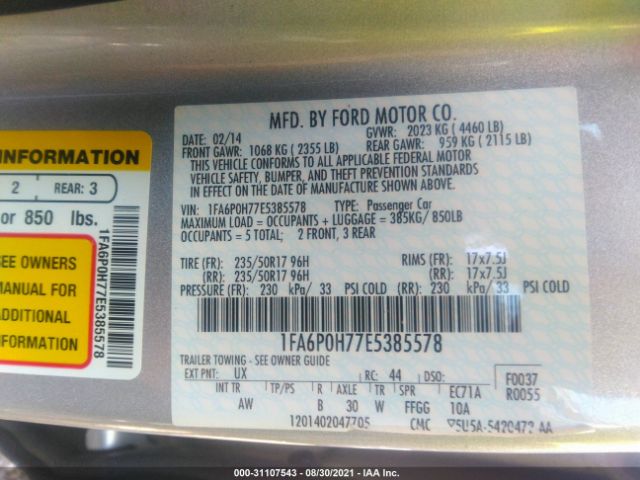 INFORMATION
2 REAR: 3
or 850 lbs.
SEE OWNERS
MANUAL FOR
ADDITIONAL
INFORMATION
1FA6P0H77E5385578
MFD. BY FORD MOTOR CO.
DATE: 02/14 GVWR: 2023 KG ( 4460 LB)
FRONT GAWR: 1068 KG ( 2355 LB) REAR GAWR: 959 KG ( 2115 LB)
THIS VEHICLE CONFORMS TO ALL APPLICABLE FEDERAL MOTOR
VEHICLE SAFETY, BUMPER, AND THEFT PREVENTION STANDARDS
IN EFFECT ON THE DATE OF MANUFACTURE SHOWN ABOVE.
VIN: 1FA6P0H77E5385578 TYPE: Passenger Car
MAXIMUM LOAD = OCCUPANTS + LUGGAGE = 385KG/ 850LB
OCCUPANTS = 5 TOTAL: 2 FRONT, 3 REAR
TIRE (FR): 235/50R17 96H RIMS (FR): 17x7.5J
(RR): 235/50R17 96H (RR): 17x7.5J
PRESSURE (FR): 230 kPa/ 33 PSI COLD (RR): 230 kPa/ 33 PSI COLD
1FA6P0H77E5385578
TRAILER TOWING - SEE OWNER GUIDE
EXT PNT: UX RC: 44 DSO: F0037
INT TR TP/PS R AXLE TR SPR EC71A R0055
AW B 30 W FFGG 10A
1201402047705 CMC 5U5A-5420472-AA
000-31107543 - 08/30/2021 - IAA Inc.